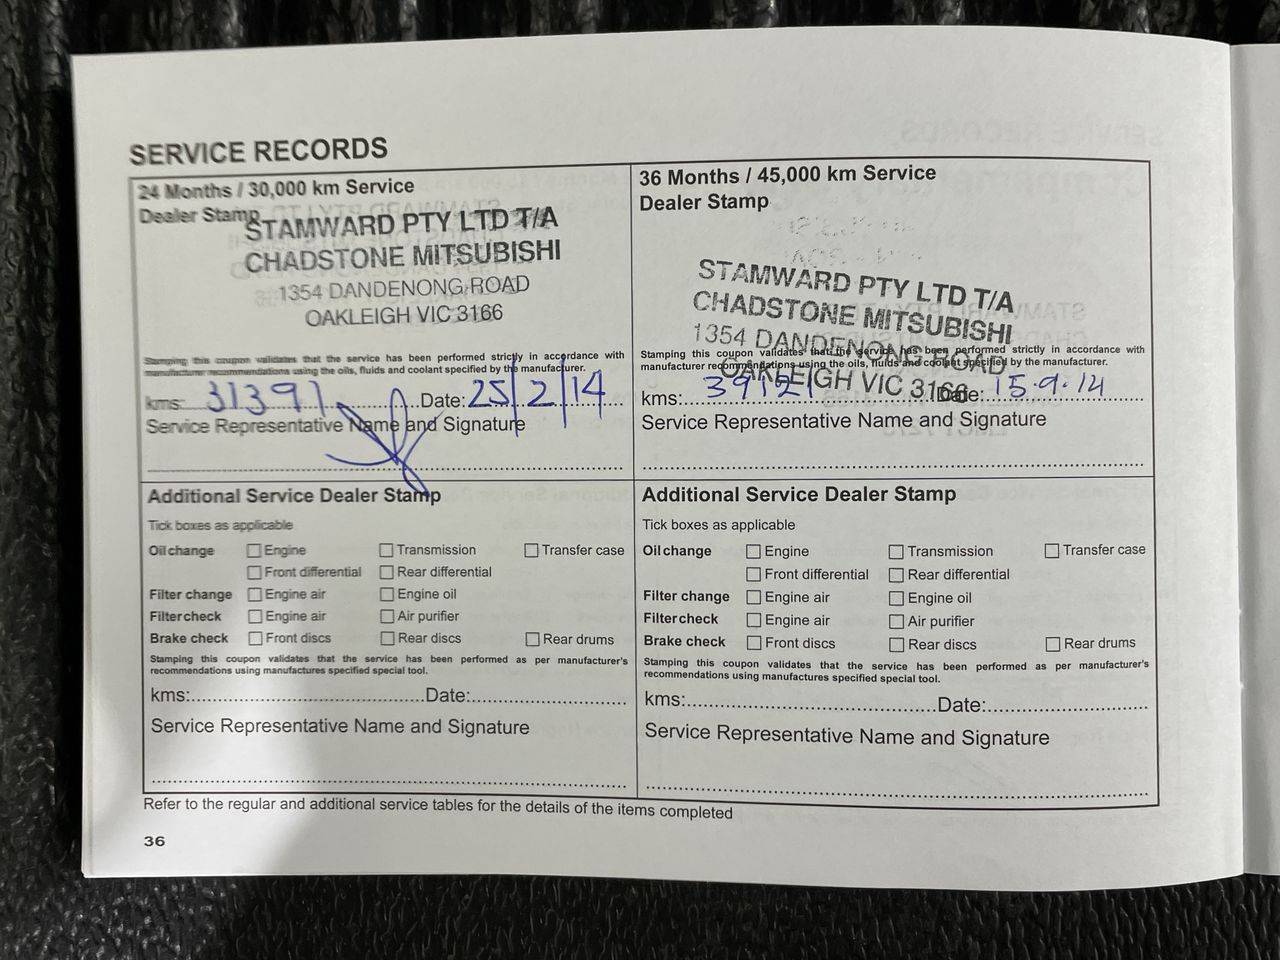 SERVICE RECORDS
24 Months / 30,000 km Service
Dealer Stamp
STAMWARD PTY LTD T/A
CHADSTONE MITSUBISHI
1354 DANDENONG ROAD
OAKLEIGH VIC 3166
Stamping this coupon validates that the service has been performed strictly in accordance with
manufacturer recommendations using the oils, fluids and coolant specified by the manufacturer.
kms: 31391 Date: 25/2/14
Service Representative Name and Signature
Additional Service Dealer Stamp
Tick boxes as applicable
Oil change Engine Transmission Transfer case
Front differential Rear differential
Filter change Engine air Engine oil
Filter check Engine air Air purifier
Brake check Front discs Rear discs Rear drums
Stamping this coupon validates that the service has been performed as per manufacturer's
recommendations using manufactures specified special tool.
kms: Date:
Service Representative Name and Signature
36 Months / 45,000 km Service
Dealer Stamp
STAMWARD PTY LTD T/A
CHADSTONE MITSUBISHI
1354 DANDENONG ROAD
OAKLEIGH VIC 3166
Stamping this coupon validates that the service has been performed strictly in accordance with
manufacturer recommendations using the oils, fluids and coolant specified by the manufacturer.
kms: 39121 Date: 15.9.14
Service Representative Name and Signature
Additional Service Dealer Stamp
Tick boxes as applicable
Oil change Engine Transmission Transfer case
Front differential Rear differential
Filter change Engine air Engine oil
Filter check Engine air Air purifier
Brake check Front discs Rear discs Rear drums
Stamping this coupon validates that the service has been performed as per manufacturer's
recommendations using manufactures specified special tool.
kms: Date:
Service Representative Name and Signature
Refer to the regular and additional service tables for the details of the items completed
36